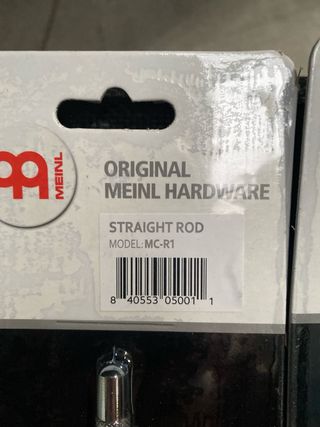 ORIGINAL
MEINL HARDWARE
MEINL
STRAIGHT ROD
MODEL: MC-R1
8 40553 05001 1